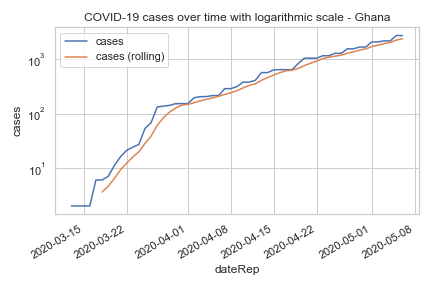 COVID-19 cases over time with logarithmic scale - Ghana
cases
cases (rolling)
10³
10²
10¹
cases
2020-03-15
2020-03-22
2020-04-01
2020-04-08
2020-04-15
2020-04-22
2020-05-01
2020-05-08
dateRep